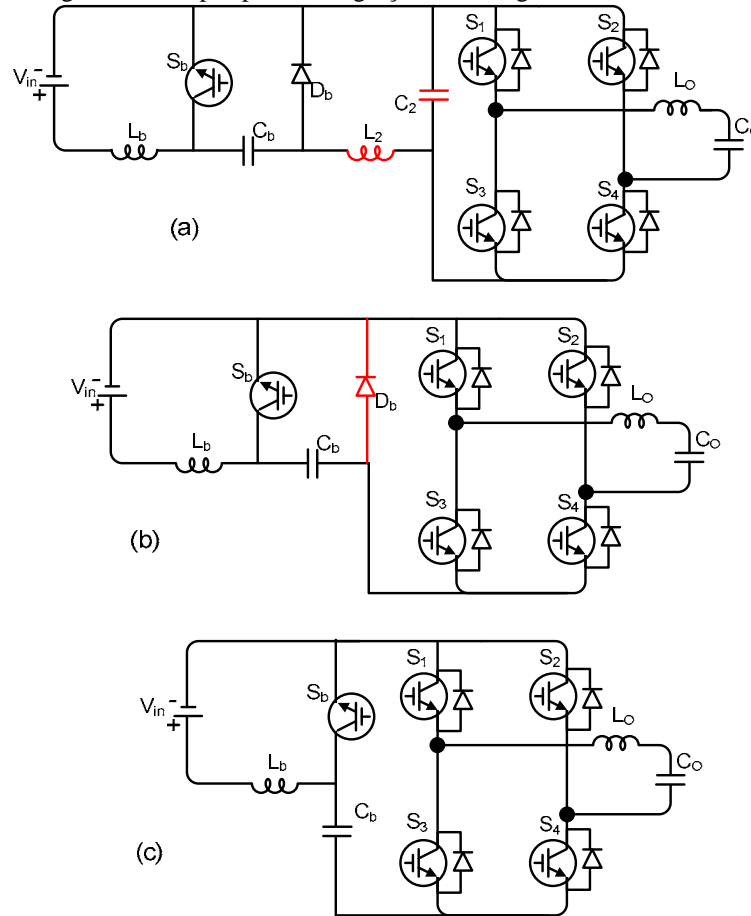 S1
S2
Sb
Vin
-
+
Db
C2
LO
Lb
Cb
L2
S3
S4
(a)
S1
S2
Sb
Vin
-
+
Db
LO
Lb
Cb
CO
S3
S4
(b)
S1
S2
Sb
Vin
-
+
LO
Lb
CO
Cb
S3
S4
(c)